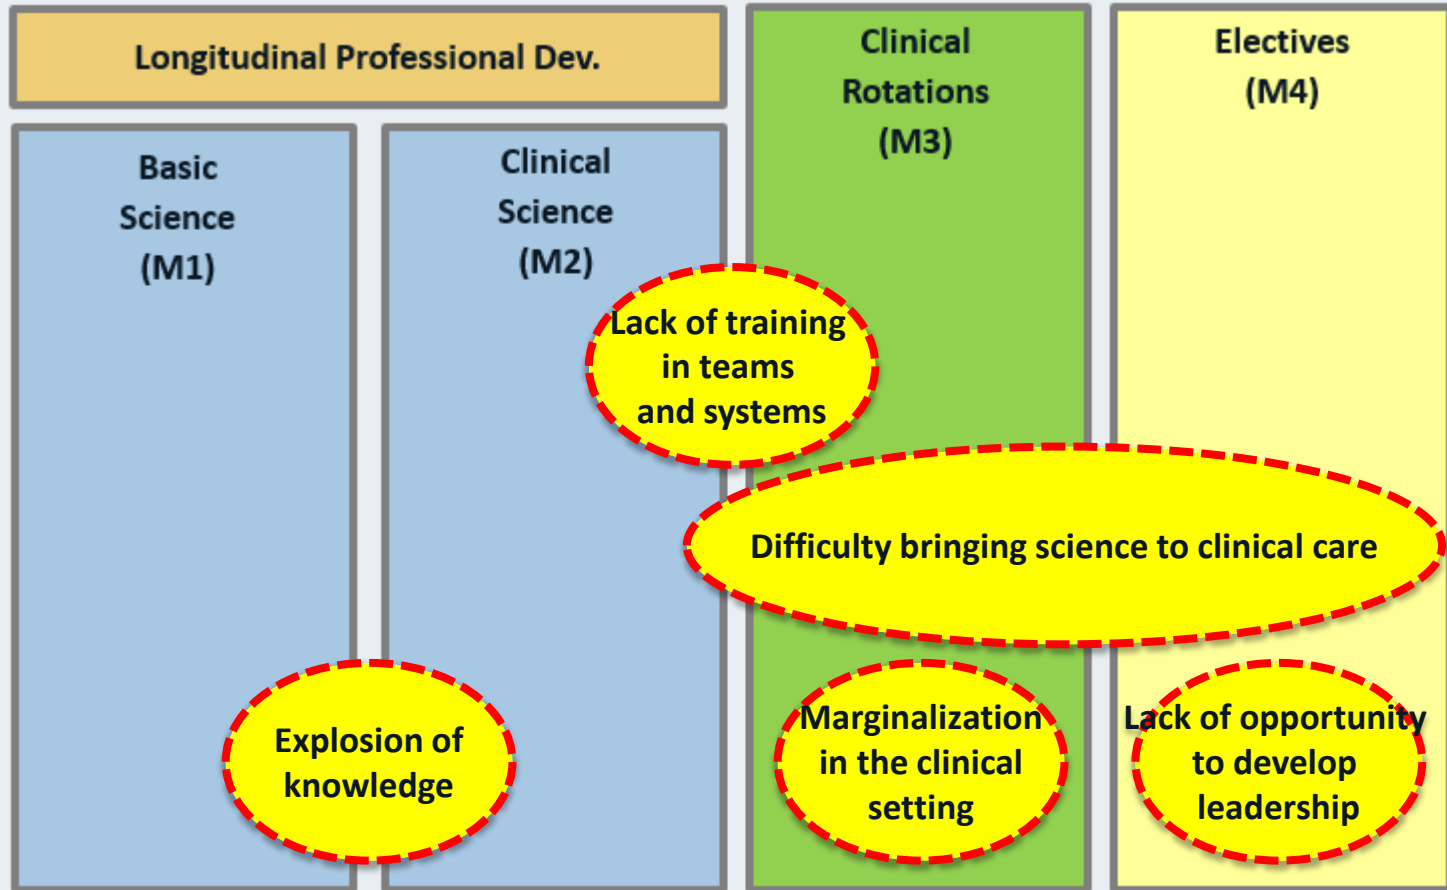 Longitudinal Professional Dev.
Basic
Science
(M1)
Clinical
Science
(M2)
Clinical
Rotations
(M3)
Electives
(M4)
Lack of training
in teams
and systems
Difficulty bringing science to clinical care
Explosion of
knowledge
Marginalization
in the clinical
setting
Lack of opportunity
to develop
leadership